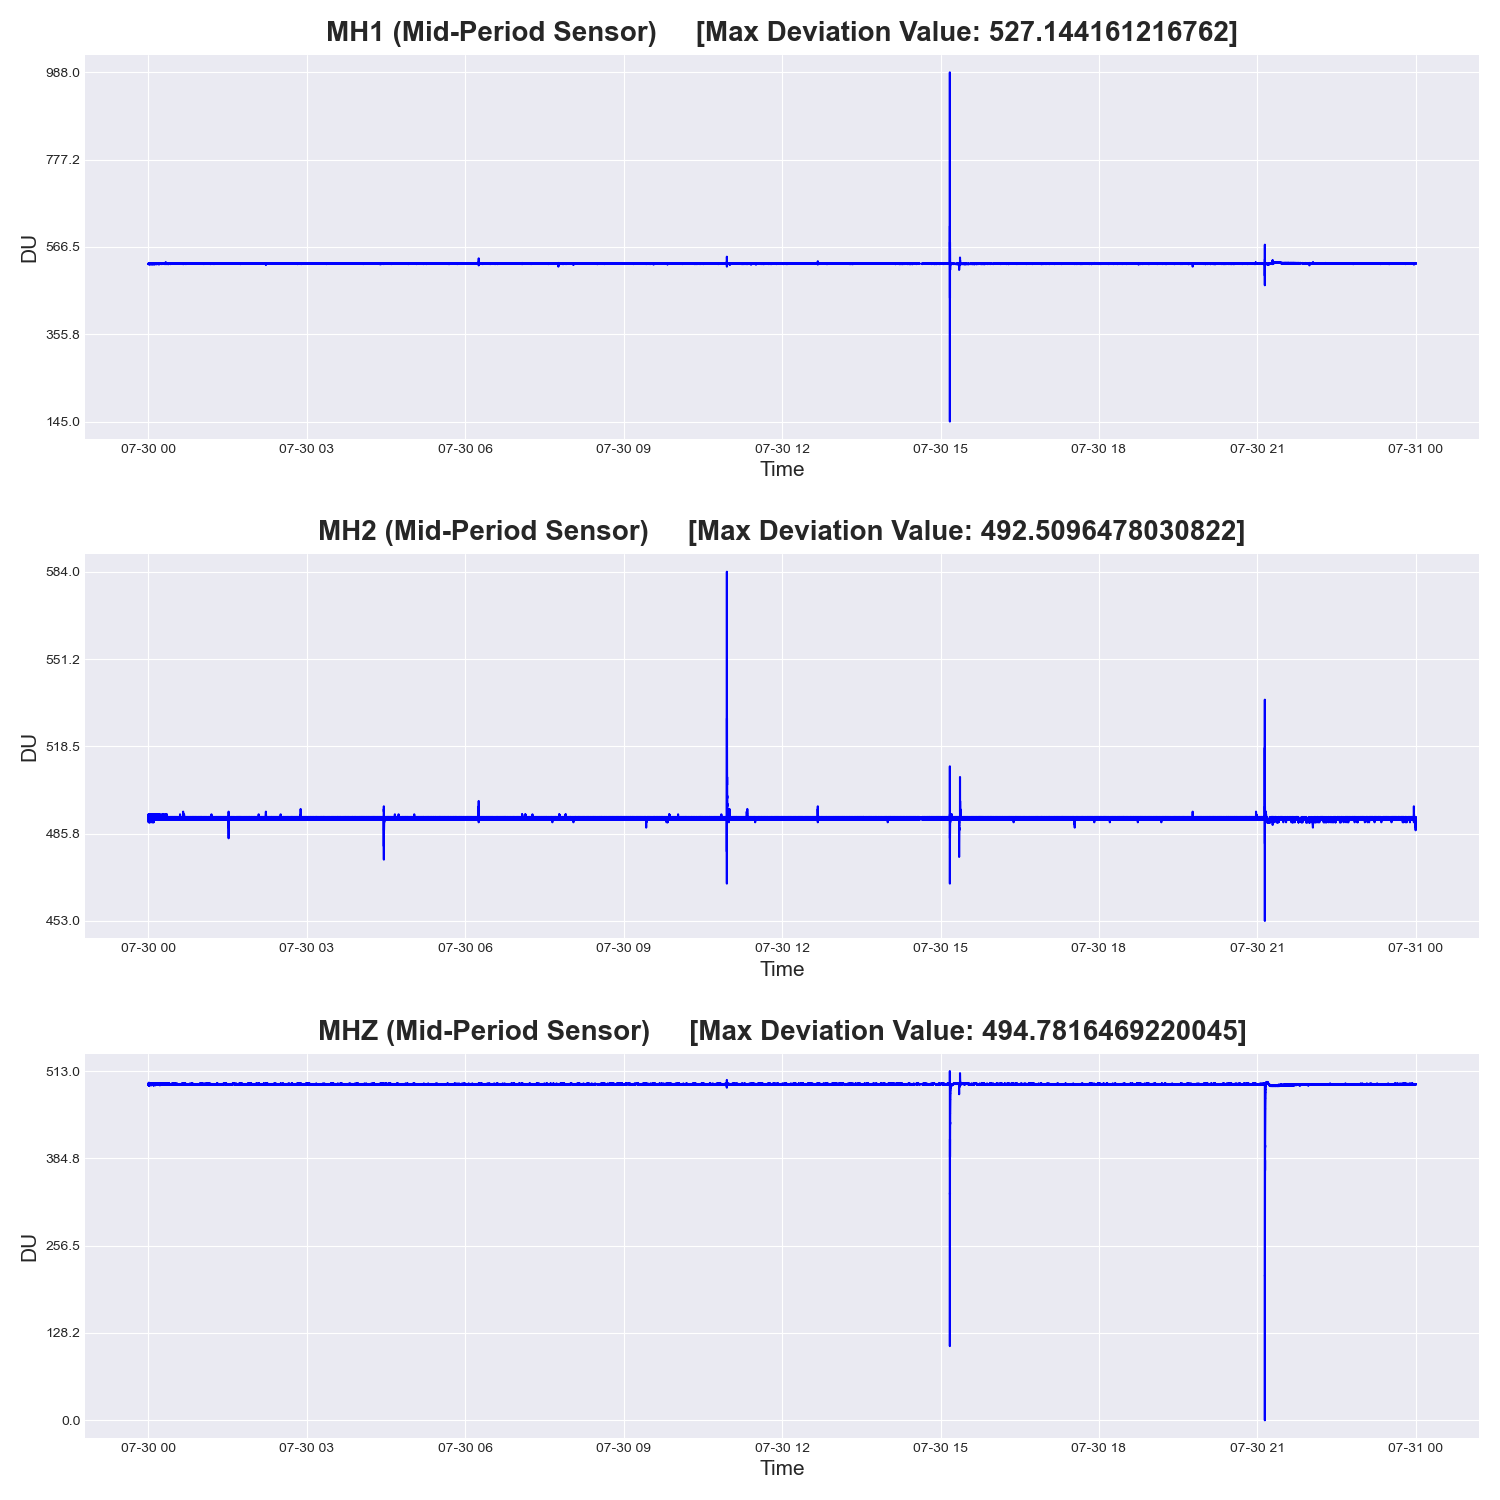 MH1 (Mid-Period Sensor) [Max Deviation Value: 527.144161216762]
988.0
777.2
566.5
355.8
145.0
DU
07-30 00 07-30 03 07-30 06 07-30 09 07-30 12 07-30 15 07-30 18 07-30 21 07-31 00
Time
MH2 (Mid-Period Sensor) [Max Deviation Value: 492.5096478030822]
584.0
551.2
518.5
485.8
453.0
DU
07-30 00 07-30 03 07-30 06 07-30 09 07-30 12 07-30 15 07-30 18 07-30 21 07-31 00
Time
MHZ (Mid-Period Sensor) [Max Deviation Value: 494.7816469220045]
513.0
384.8
256.5
128.2
0.0
DU
07-30 00 07-30 03 07-30 06 07-30 09 07-30 12 07-30 15 07-30 18 07-30 21 07-31 00
Time